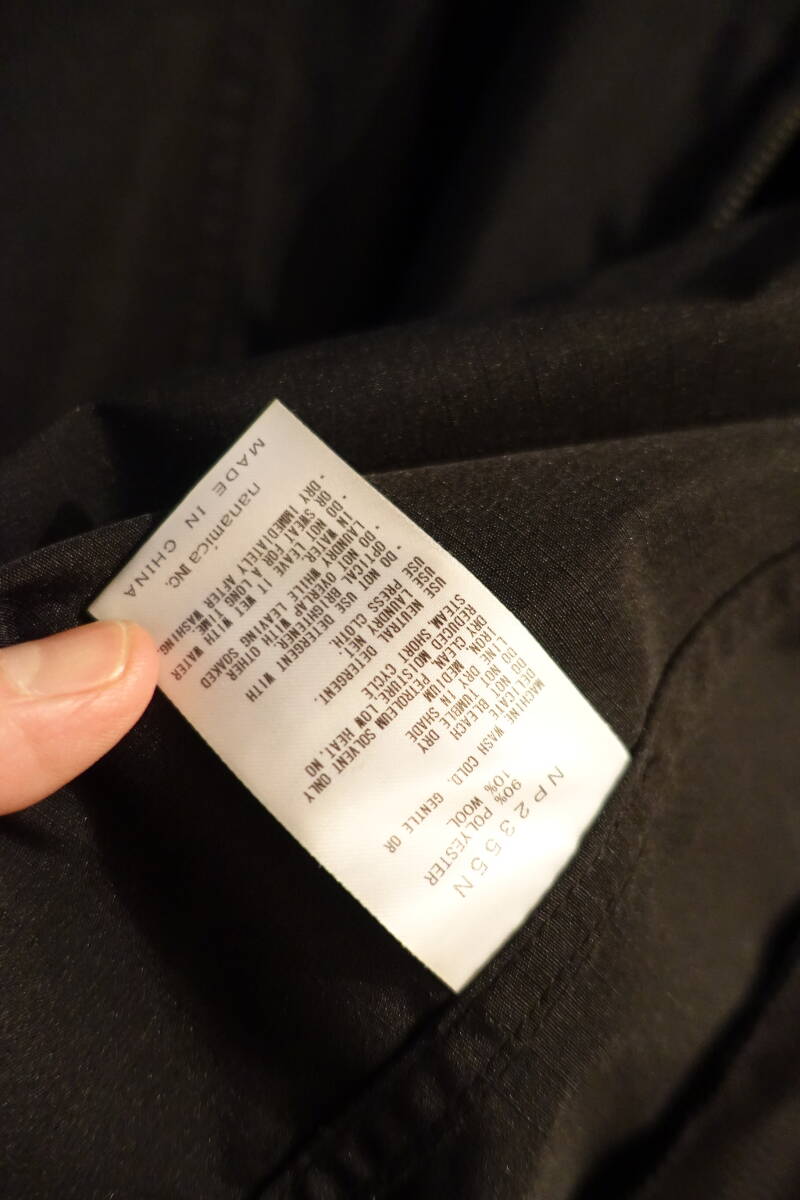 NP2355N
90% POLYESTER
10% WOOL
MACHINE WASH COLD. GENTLE OR
DELICATE
DO NOT BLEACH
DO NOT TUMBLE DRY
LINE DRY IN SHADE
IRON MEDIUM
DRY CLEAN, PETROLEUM SOLVENT ONLY
REDUCED MOISTURE LOW HEAT, NO
STEAM, SHORT CYCLE.
USE NEUTRAL DETERGENT.
USE LAUNDRY NET.
USE PRESS CLOTH.
・DO NOT USE DETERGENT WITH
OPTICAL BRIGHTENER.
・DO NOT OVERRAP WITH OTHER
LAUNDRY WHILE LEAVING SOAKED
IN WATER.
・DO NOT LEAVE IT WET WITH WATER
OR SWEAT FOR A LONG TIME.
・DRY IMMEDIATELY AFTER WASHING.
nanamica INC.
MADE IN CHINA